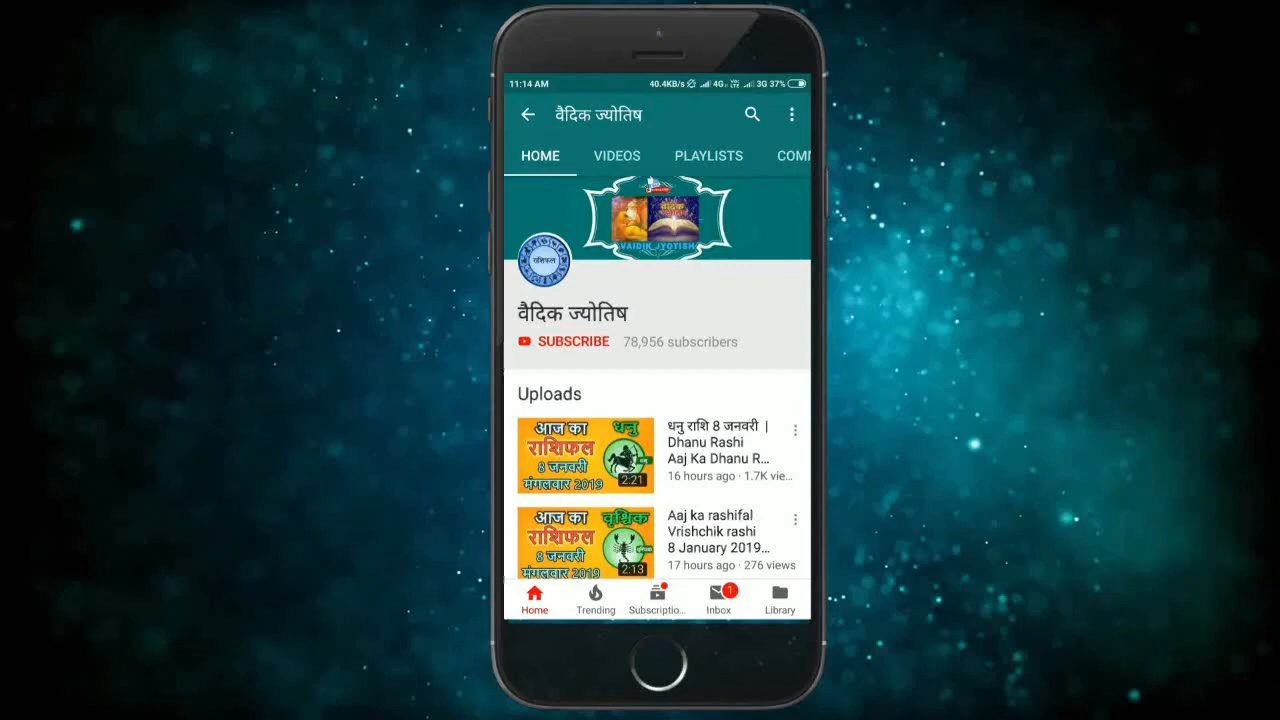 11:14 AM
40.4KB/s 4G 3G 37%
वैदिक ज्योतिष
HOME VIDEOS PLAYLISTS COMM
वैदिक
VAIDIK JYOTISH
राशिफल
वैदिक ज्योतिष
SUBSCRIBE 78,956 subscribers
Uploads
आज का धनु
राशिफल
8 जनवरी
मंगलवार 2019
2:21
धनु राशि 8 जनवरी |
Dhanu Rashi
Aaj Ka Dhanu R...
16 hours ago · 1.7K vie...
आज का वृश्चिक
राशिफल
8 जनवरी
मंगलवार 2019
2:13
Aaj ka rashifal
Vrishchik rashi
8 January 2019...
17 hours ago · 276 views
1
Home Trending Subscriptio... Inbox Library